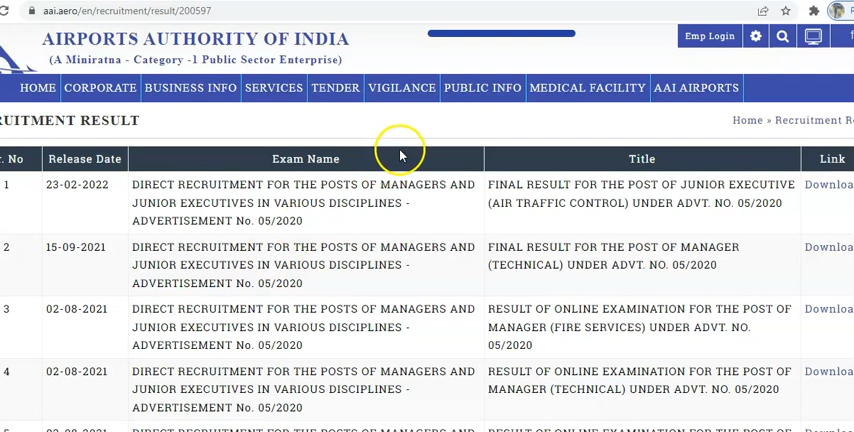 aai.aero/en/recruitment/result/200597
AIRPORTS AUTHORITY OF INDIA
(A Miniratna - Category -1 Public Sector Enterprise)
Emp Login
HOME CORPORATE BUSINESS INFO SERVICES TENDER VIGILANCE PUBLIC INFO MEDICAL FACILITY AAI AIRPORTS
RUITMENT RESULT
Home » Recruitment Re
r. No Release Date Exam Name Title Link
1 23-02-2022 DIRECT RECRUITMENT FOR THE POSTS OF MANAGERS AND FINAL RESULT FOR THE POST OF JUNIOR EXECUTIVE Downloa
JUNIOR EXECUTIVES IN VARIOUS DISCIPLINES - (AIR TRAFFIC CONTROL) UNDER ADVT. NO. 05/2020
ADVERTISEMENT No. 05/2020
2 15-09-2021 DIRECT RECRUITMENT FOR THE POSTS OF MANAGERS AND FINAL RESULT FOR THE POST OF MANAGER Downloa
JUNIOR EXECUTIVES IN VARIOUS DISCIPLINES - (TECHNICAL) UNDER ADVT. NO. 05/2020
ADVERTISEMENT No. 05/2020
3 02-08-2021 DIRECT RECRUITMENT FOR THE POSTS OF MANAGERS AND RESULT OF ONLINE EXAMINATION FOR THE POST OF Downloa
JUNIOR EXECUTIVES IN VARIOUS DISCIPLINES - MANAGER (FIRE SERVICES) UNDER ADVT. NO.
ADVERTISEMENT No. 05/2020 05/2020
4 02-08-2021 DIRECT RECRUITMENT FOR THE POSTS OF MANAGERS AND RESULT OF ONLINE EXAMINATION FOR THE POST OF Downloa
JUNIOR EXECUTIVES IN VARIOUS DISCIPLINES - MANAGER (TECHNICAL) UNDER ADVT. NO. 05/2020
ADVERTISEMENT No. 05/2020